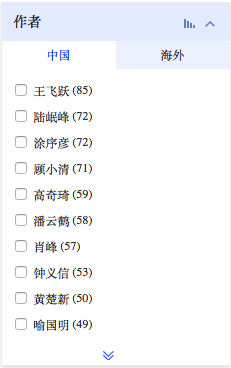 作者
中国 海外
王飞跃 (85)
陆岷峰 (72)
涂序彦 (72)
顾小清 (71)
高奇琦 (59)
潘云鹤 (58)
肖峰 (57)
钟义信 (53)
黄楚新 (50)
喻国明 (49)